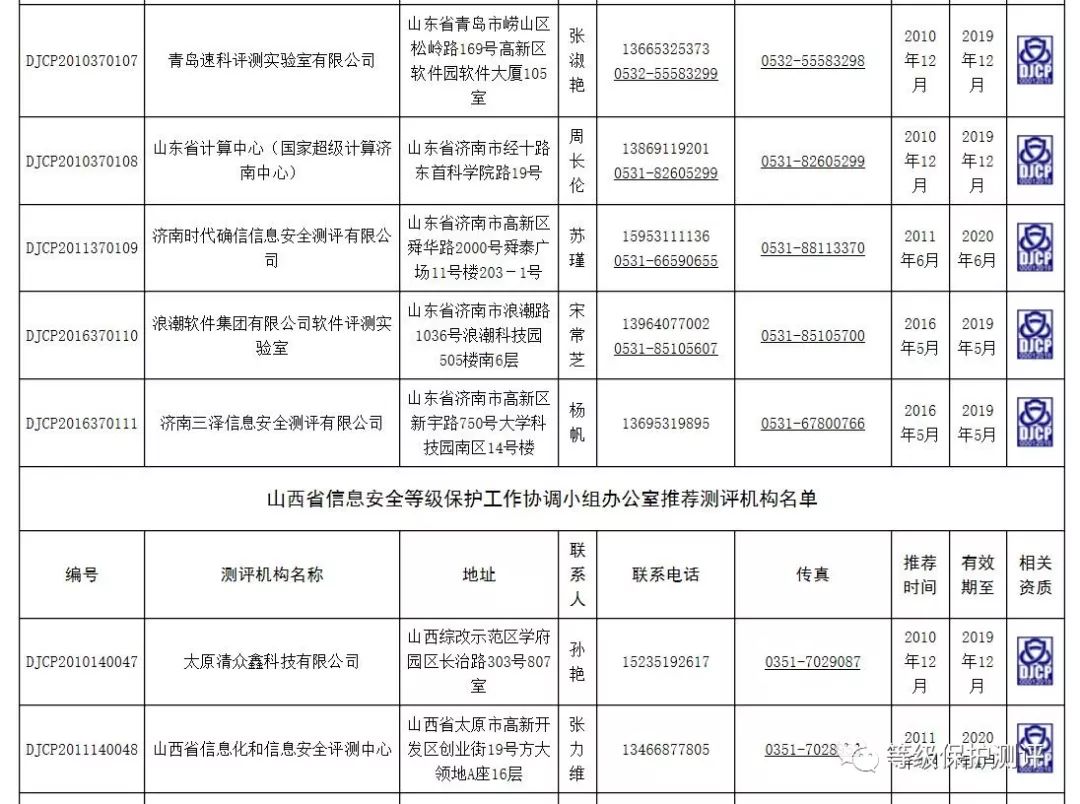 DJCP2010370107 青岛速科评测实验室有限公司 山东省青岛市崂山区松岭路169号高新区软件园软件大厦105室 张淑艳 13665325373 0532-55583299 0532-55583298 2010年12月 2019年12月 DJCP
DJCP2010370108 山东省计算中心（国家超级计算济南中心） 山东省济南市经十路东首科学院路19号 周长伦 13869119201 0531-82605299 0531-82605299 2010年12月 2019年12月 DJCP
DJCP2011370109 济南时代确信信息安全测评有限公司 山东省济南市高新区舜华路2000号舜泰广场11号楼203－1号 苏瑾 15953111136 0531-66590655 0531-88113370 2011年6月 2020年6月 DJCP
DJCP2016370110 浪潮软件集团有限公司软件评测实验室 山东省济南市浪潮路1036号浪潮科技园505楼南6层 宋常芝 13964077002 0531-85105607 0531-85105700 2016年5月 2019年5月 DJCP
DJCP2016370111 济南三泽信息安全测评有限公司 山东省济南市高新区新宇路750号大学科技园南区14号楼 杨帆 13695319895 0531-67800766 2016年5月 2019年5月 DJCP
山西省信息安全等级保护工作协调小组办公室推荐测评机构名单
编号 测评机构名称 地址 联系人 联系电话 传真 推荐时间 有效期至 相关资质
DJCP2010140047 太原清众鑫科技有限公司 山西综改示范区学府园区长治路303号807室 孙艳 15235192617 0351-7029087 2010年12月 2019年12月 DJCP
DJCP2011140048 山西省信息化和信息安全评测中心 山西省太原市高新开发区创业街19号方大领地A座16层 张力维 13466877805 2011 2020 DJCP
等级保护测评